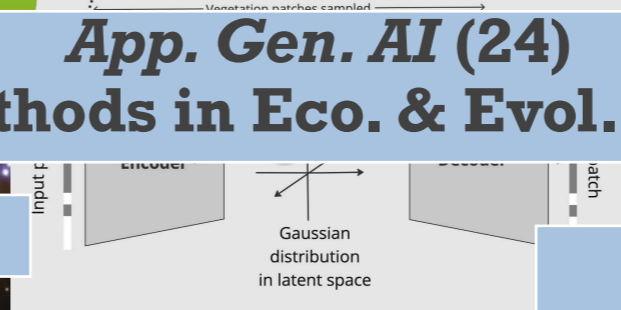 Vegetation patches sampled
App. Gen. AI (24)
thods in Eco. & Evol.
Encoder
Decoder
Input p
atch
Gaussian
distribution
in latent space